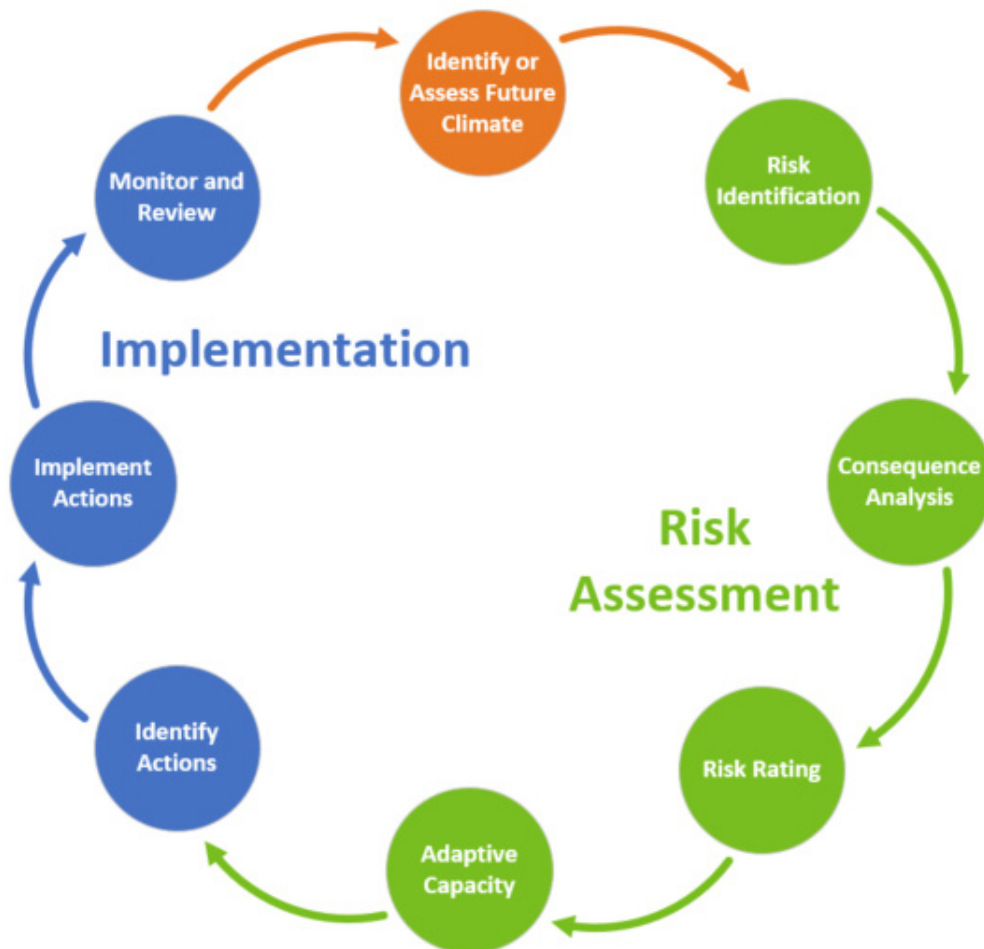 Identify or
Assess Future
Climate
Risk
Identification
Consequence
Analysis
Risk Rating
Adaptive
Capacity
Identify
Actions
Implement
Actions
Monitor and
Review
Implementation
Risk
Assessment